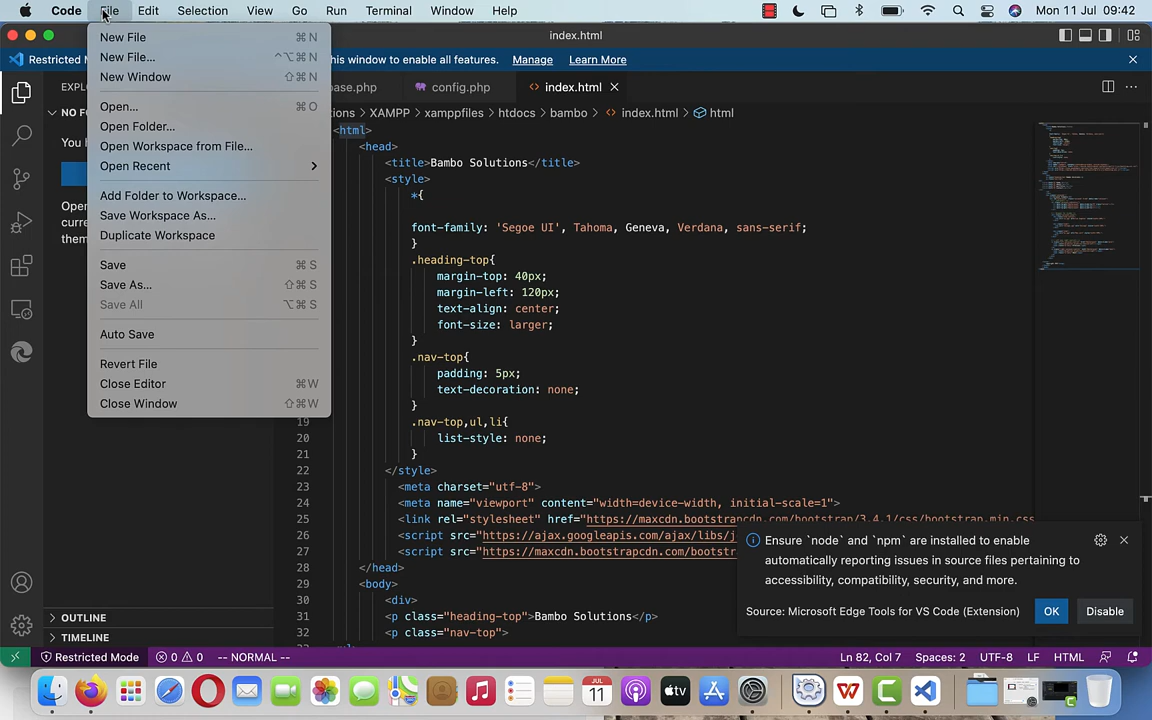 Code File Edit Selection View Go Run Terminal Window Help Mon 11 Jul 09:42
index.html
Restricted Mode this window to enable all features. Manage Learn More
config.php index.html
XAMPP > xamppfiles > htdocs > bambo > index.html > html
New File ⌘ N
New File... ^⌥⌘ N
New Window ⇧⌘ N
Open... ⌘ O
Open Folder...
Open Workspace from File...
Open Recent
Add Folder to Workspace...
Save Workspace As...
Duplicate Workspace
Save ⌘ S
Save As... ⇧⌘ S
Save All ⌥⌘ S
Auto Save
Revert File
Close Editor ⌘W
Close Window ⇧⌘W
<html>
<head>
<title>Bambo Solutions</title>
<style>
*{
font-family: 'Segoe UI', Tahoma, Geneva, Verdana, sans-serif;
}
.heading-top{
margin-top: 40px;
margin-left: 120px;
text-align: center;
font-size: larger;
}
.nav-top{
padding: 5px;
text-decoration: none;
}
19 .nav-top,ul,li{
20 list-style: none;
21 }
22 </style>
23 <meta charset="utf-8">
24 <meta name="viewport" content="width=device-width, initial-scale=1">
25 <link rel="stylesheet" href="https://maxcdn.bootstrapcdn.com/bootstrap/3.4.1/css/bootstrap.min.css
26 <script src="https://ajax.googleapis.com/ajax/libs/j
27 <script src="https://maxcdn.bootstrapcdn.com/bootstr
28 </head>
29 <body>
30 <div>
31 <p class="heading-top">Bambo Solutions</p>
32 <p class="nav-top">
Ensure `node` and `npm` are installed to enable
automatically reporting issues in source files pertaining to
accessibility, compatibility, security, and more.
Source: Microsoft Edge Tools for VS Code (Extension) OK Disable
OUTLINE
TIMELINE
Restricted Mode 0 0 -- NORMAL -- Ln 82, Col 7 Spaces: 2 UTF-8 LF HTML
JUL
11
tv